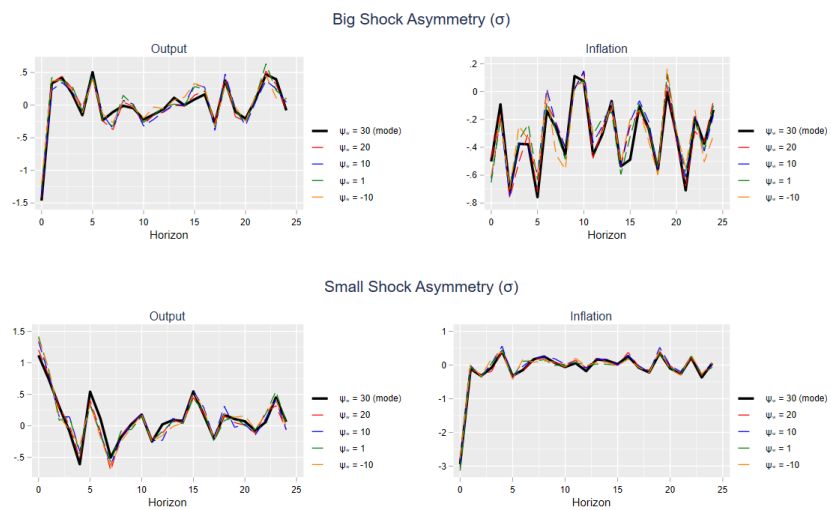 Big Shock Asymmetry (σ)
Output
.5
0
-.5
-1
-1.5
0 5 10 15 20 25
Horizon
ψ = 30 (mode)
ψ = 20
ψ = 10
ψ = 1
ψ = -10
Inflation
.2
0
-.2
-.4
-.6
-.8
0 5 10 15 20 25
Horizon
ψ = 30 (mode)
ψ = 20
ψ = 10
ψ = 1
ψ = -10
Small Shock Asymmetry (σ)
Output
1.5
1
.5
0
-.5
0 5 10 15 20 25
Horizon
ψ = 30 (mode)
ψ = 20
ψ = 10
ψ = 1
ψ = -10
Inflation
1
0
-1
-2
-3
0 5 10 15 20 25
Horizon
ψ = 30 (mode)
ψ = 20
ψ = 10
ψ = 1
ψ = -10